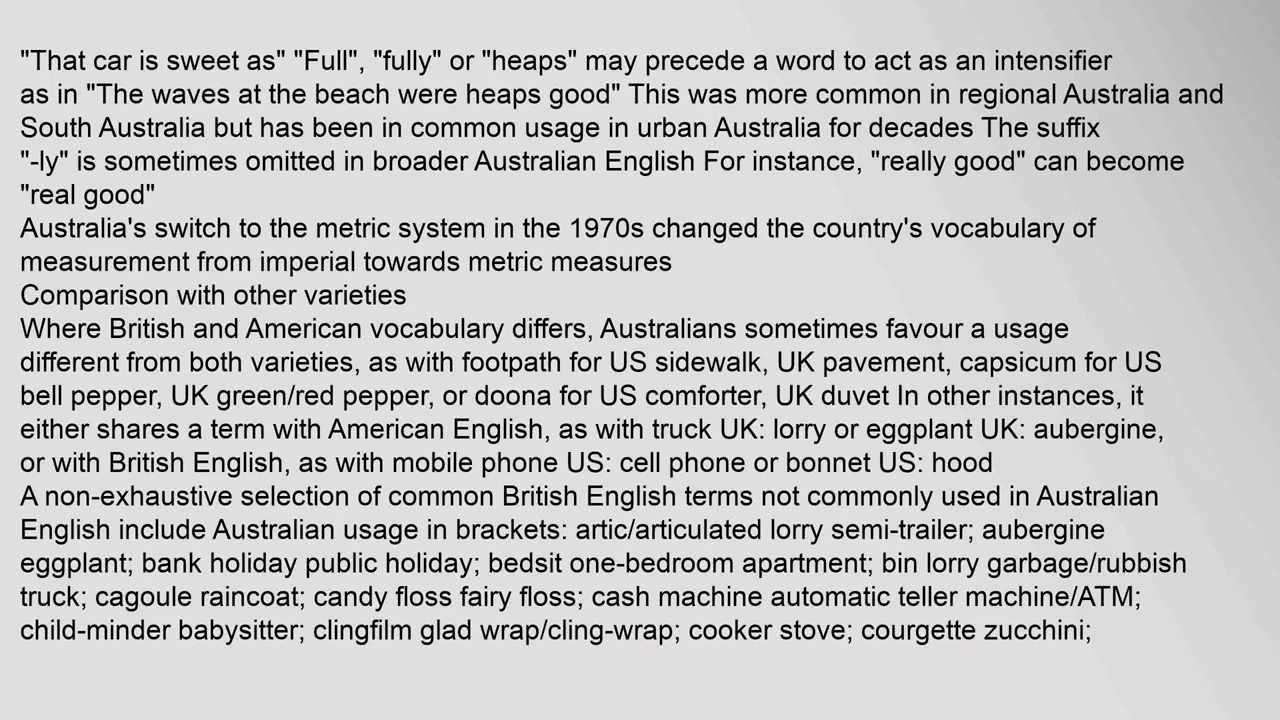 "That car is sweet as" "Full", "fully" or "heaps" may precede a word to act as an intensifier
as in "The waves at the beach were heaps good" This was more common in regional Australia and
South Australia but has been in common usage in urban Australia for decades The suffix
"-ly" is sometimes omitted in broader Australian English For instance, "really good" can become
"real good"
Australia's switch to the metric system in the 1970s changed the country's vocabulary of
measurement from imperial towards metric measures
Comparison with other varieties
Where British and American vocabulary differs, Australians sometimes favour a usage
different from both varieties, as with footpath for US sidewalk, UK pavement, capsicum for US
bell pepper, UK green/red pepper, or doona for US comforter, UK duvet In other instances, it
either shares a term with American English, as with truck UK: lorry or eggplant UK: aubergine,
or with British English, as with mobile phone US: cell phone or bonnet US: hood
A non-exhaustive selection of common British English terms not commonly used in Australian
English include Australian usage in brackets: artic/articulated lorry semi-trailer; aubergine
eggplant; bank holiday public holiday; bedsit one-bedroom apartment; bin lorry garbage/rubbish
truck; cagoule raincoat; candy floss fairy floss; cash machine automatic teller machine/ATM;
child-minder babysitter; clingfilm glad wrap/cling-wrap; cooker stove; courgette zucchini;